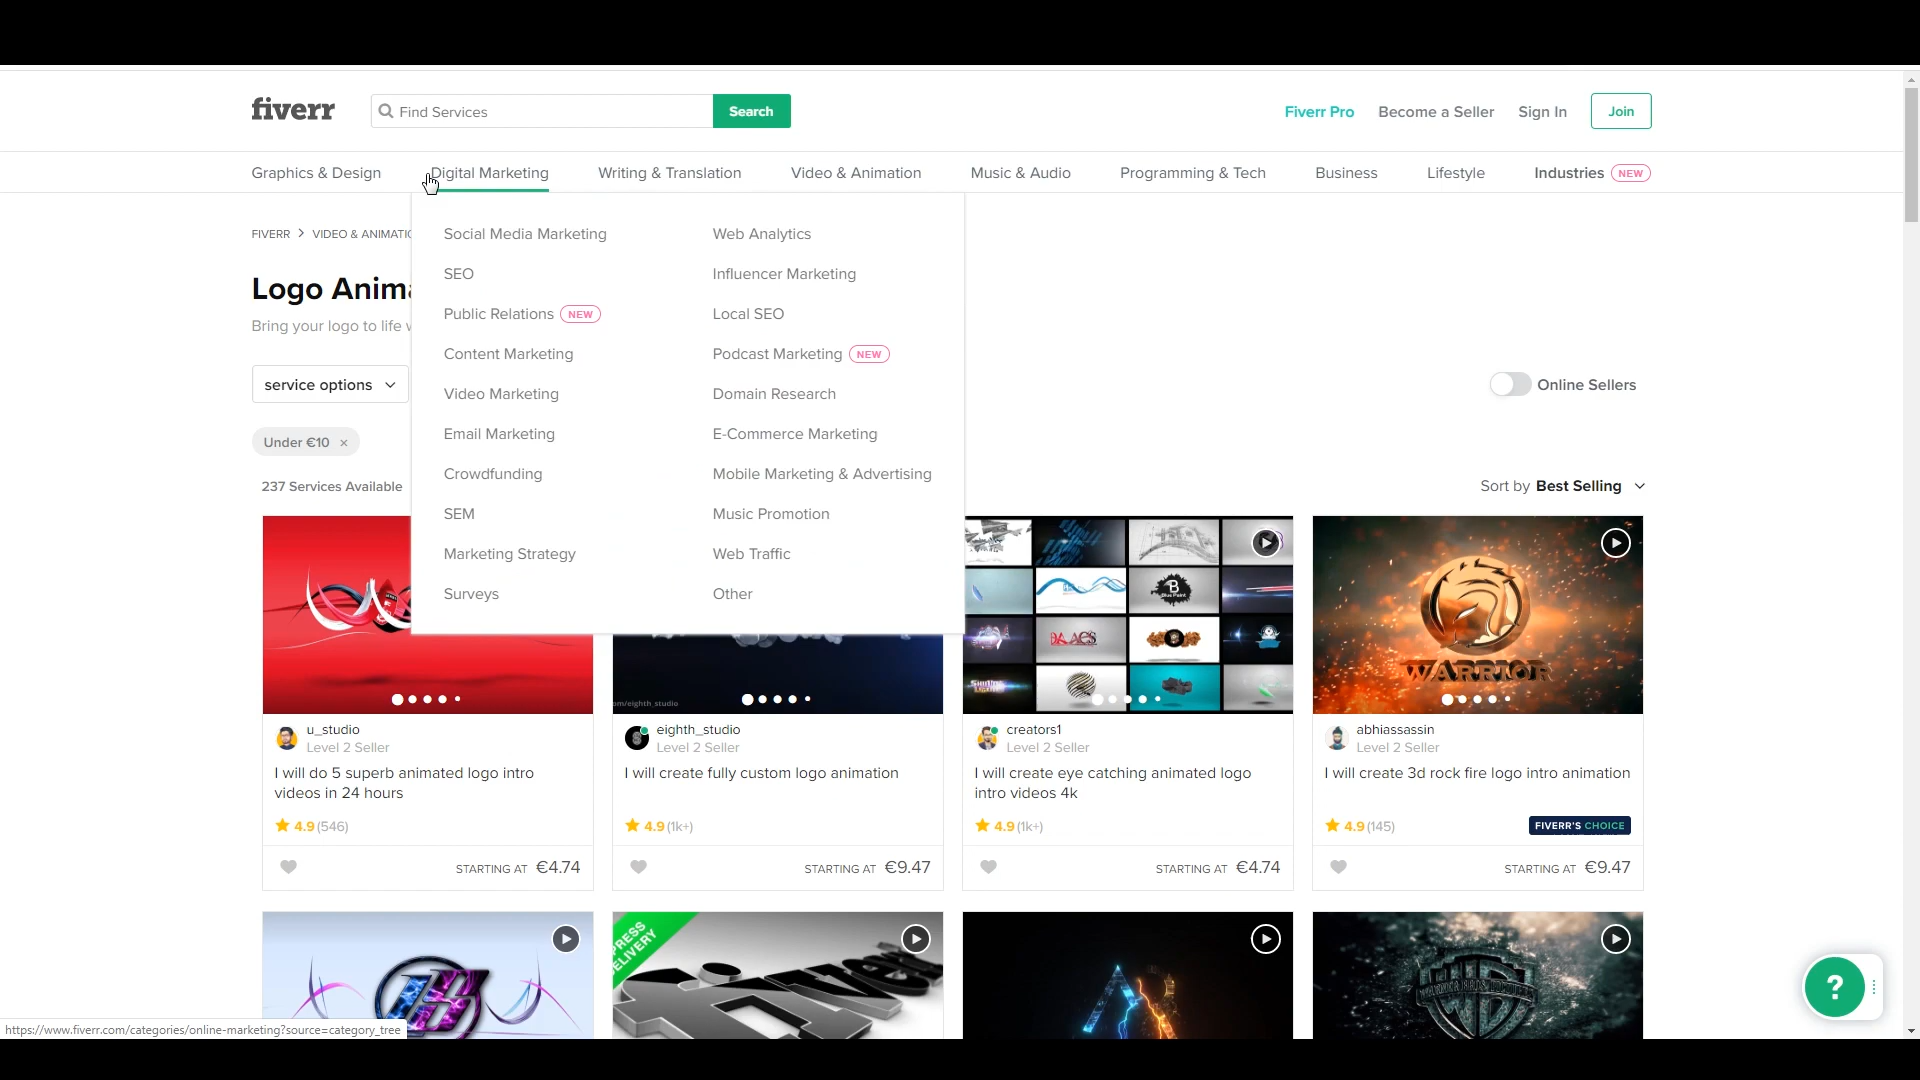 fiverr
Find Services
Search
Fiverr Pro
Become a Seller
Sign In
Join
Graphics & Design
Digital Marketing
Writing & Translation
Video & Animation
Music & Audio
Programming & Tech
Business
Lifestyle
Industries NEW
FIVERR > VIDEO & ANIMATIO
Logo Anima
Bring your logo to life w
Social Media Marketing
SEO
Public Relations NEW
Content Marketing
Video Marketing
Email Marketing
Crowdfunding
SEM
Marketing Strategy
Surveys
Web Analytics
Influencer Marketing
Local SEO
Podcast Marketing NEW
Domain Research
E-Commerce Marketing
Mobile Marketing & Advertising
Music Promotion
Web Traffic
Other
service options
Online Sellers
Under €10 ×
237 Services Available
Sort by Best Selling
om/eighth_studio
B
Blue Paint
WARRIOR
u_studio
Level 2 Seller
I will do 5 superb animated logo intro
videos in 24 hours
4.9 (546)
STARTING AT €4.74
eighth_studio
Level 2 Seller
I will create fully custom logo animation
4.9 (1k+)
STARTING AT €9.47
creators1
Level 2 Seller
I will create eye catching animated logo
intro videos 4k
4.9 (1k+)
STARTING AT €4.74
abhiassassin
Level 2 Seller
I will create 3d rock fire logo intro animation
4.9 (145)
FIVERR'S CHOICE
STARTING AT €9.47
PRESS
DELIVERY
?
https://www.fiverr.com/categories/online-marketing?source=category_tree